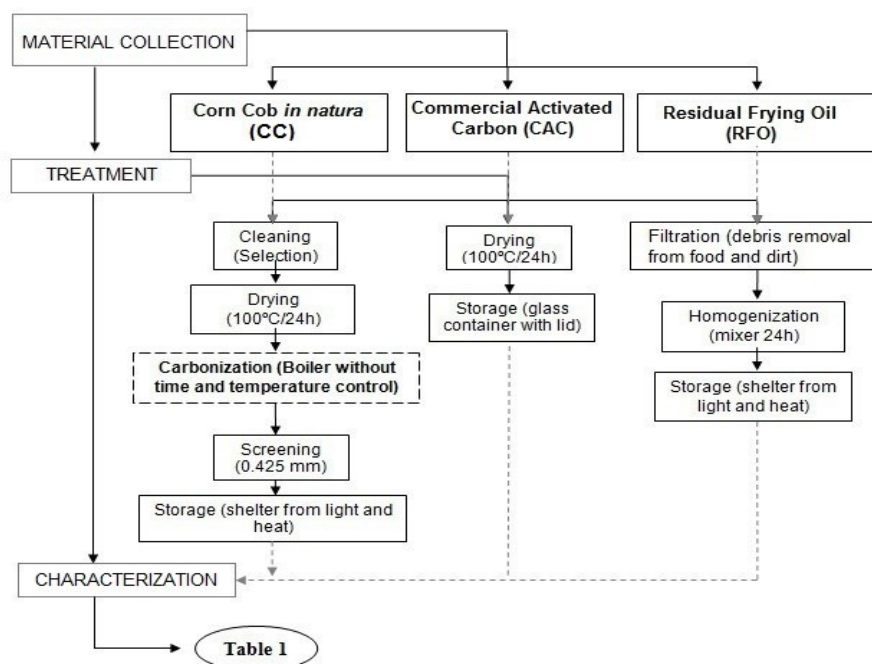 MATERIAL COLLECTION
Corn Cob in natura
(CC)
Commercial Activated
Carbon (CAC)
Residual Frying Oil
(RFO)
TREATMENT
Cleaning
(Selection)
Drying
(100ºC/24h)
Filtration (debris removal
from food and dirt)
Drying
(100ºC/24h)
Storage (glass
container with lid)
Homogenization
(mixer 24h)
Carbonization (Boiler without
time and temperature control)
Storage (shelter from
light and heat)
Screening
(0.425 mm)
Storage (shelter from light and
heat)
CHARACTERIZATION
Table 1